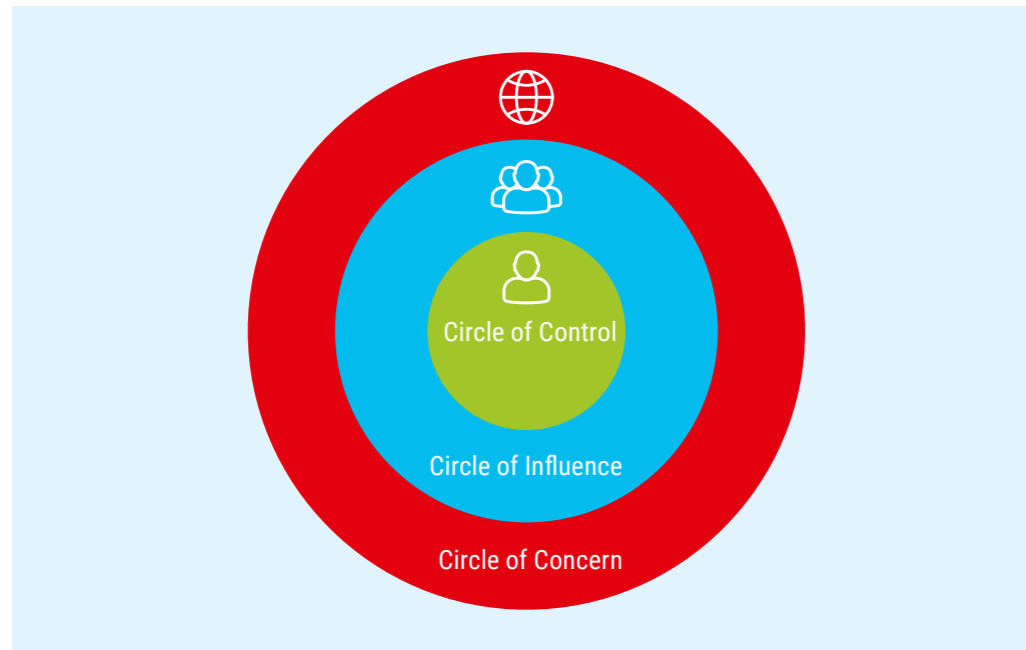 Circle of Control
Circle of Influence
Circle of Concern